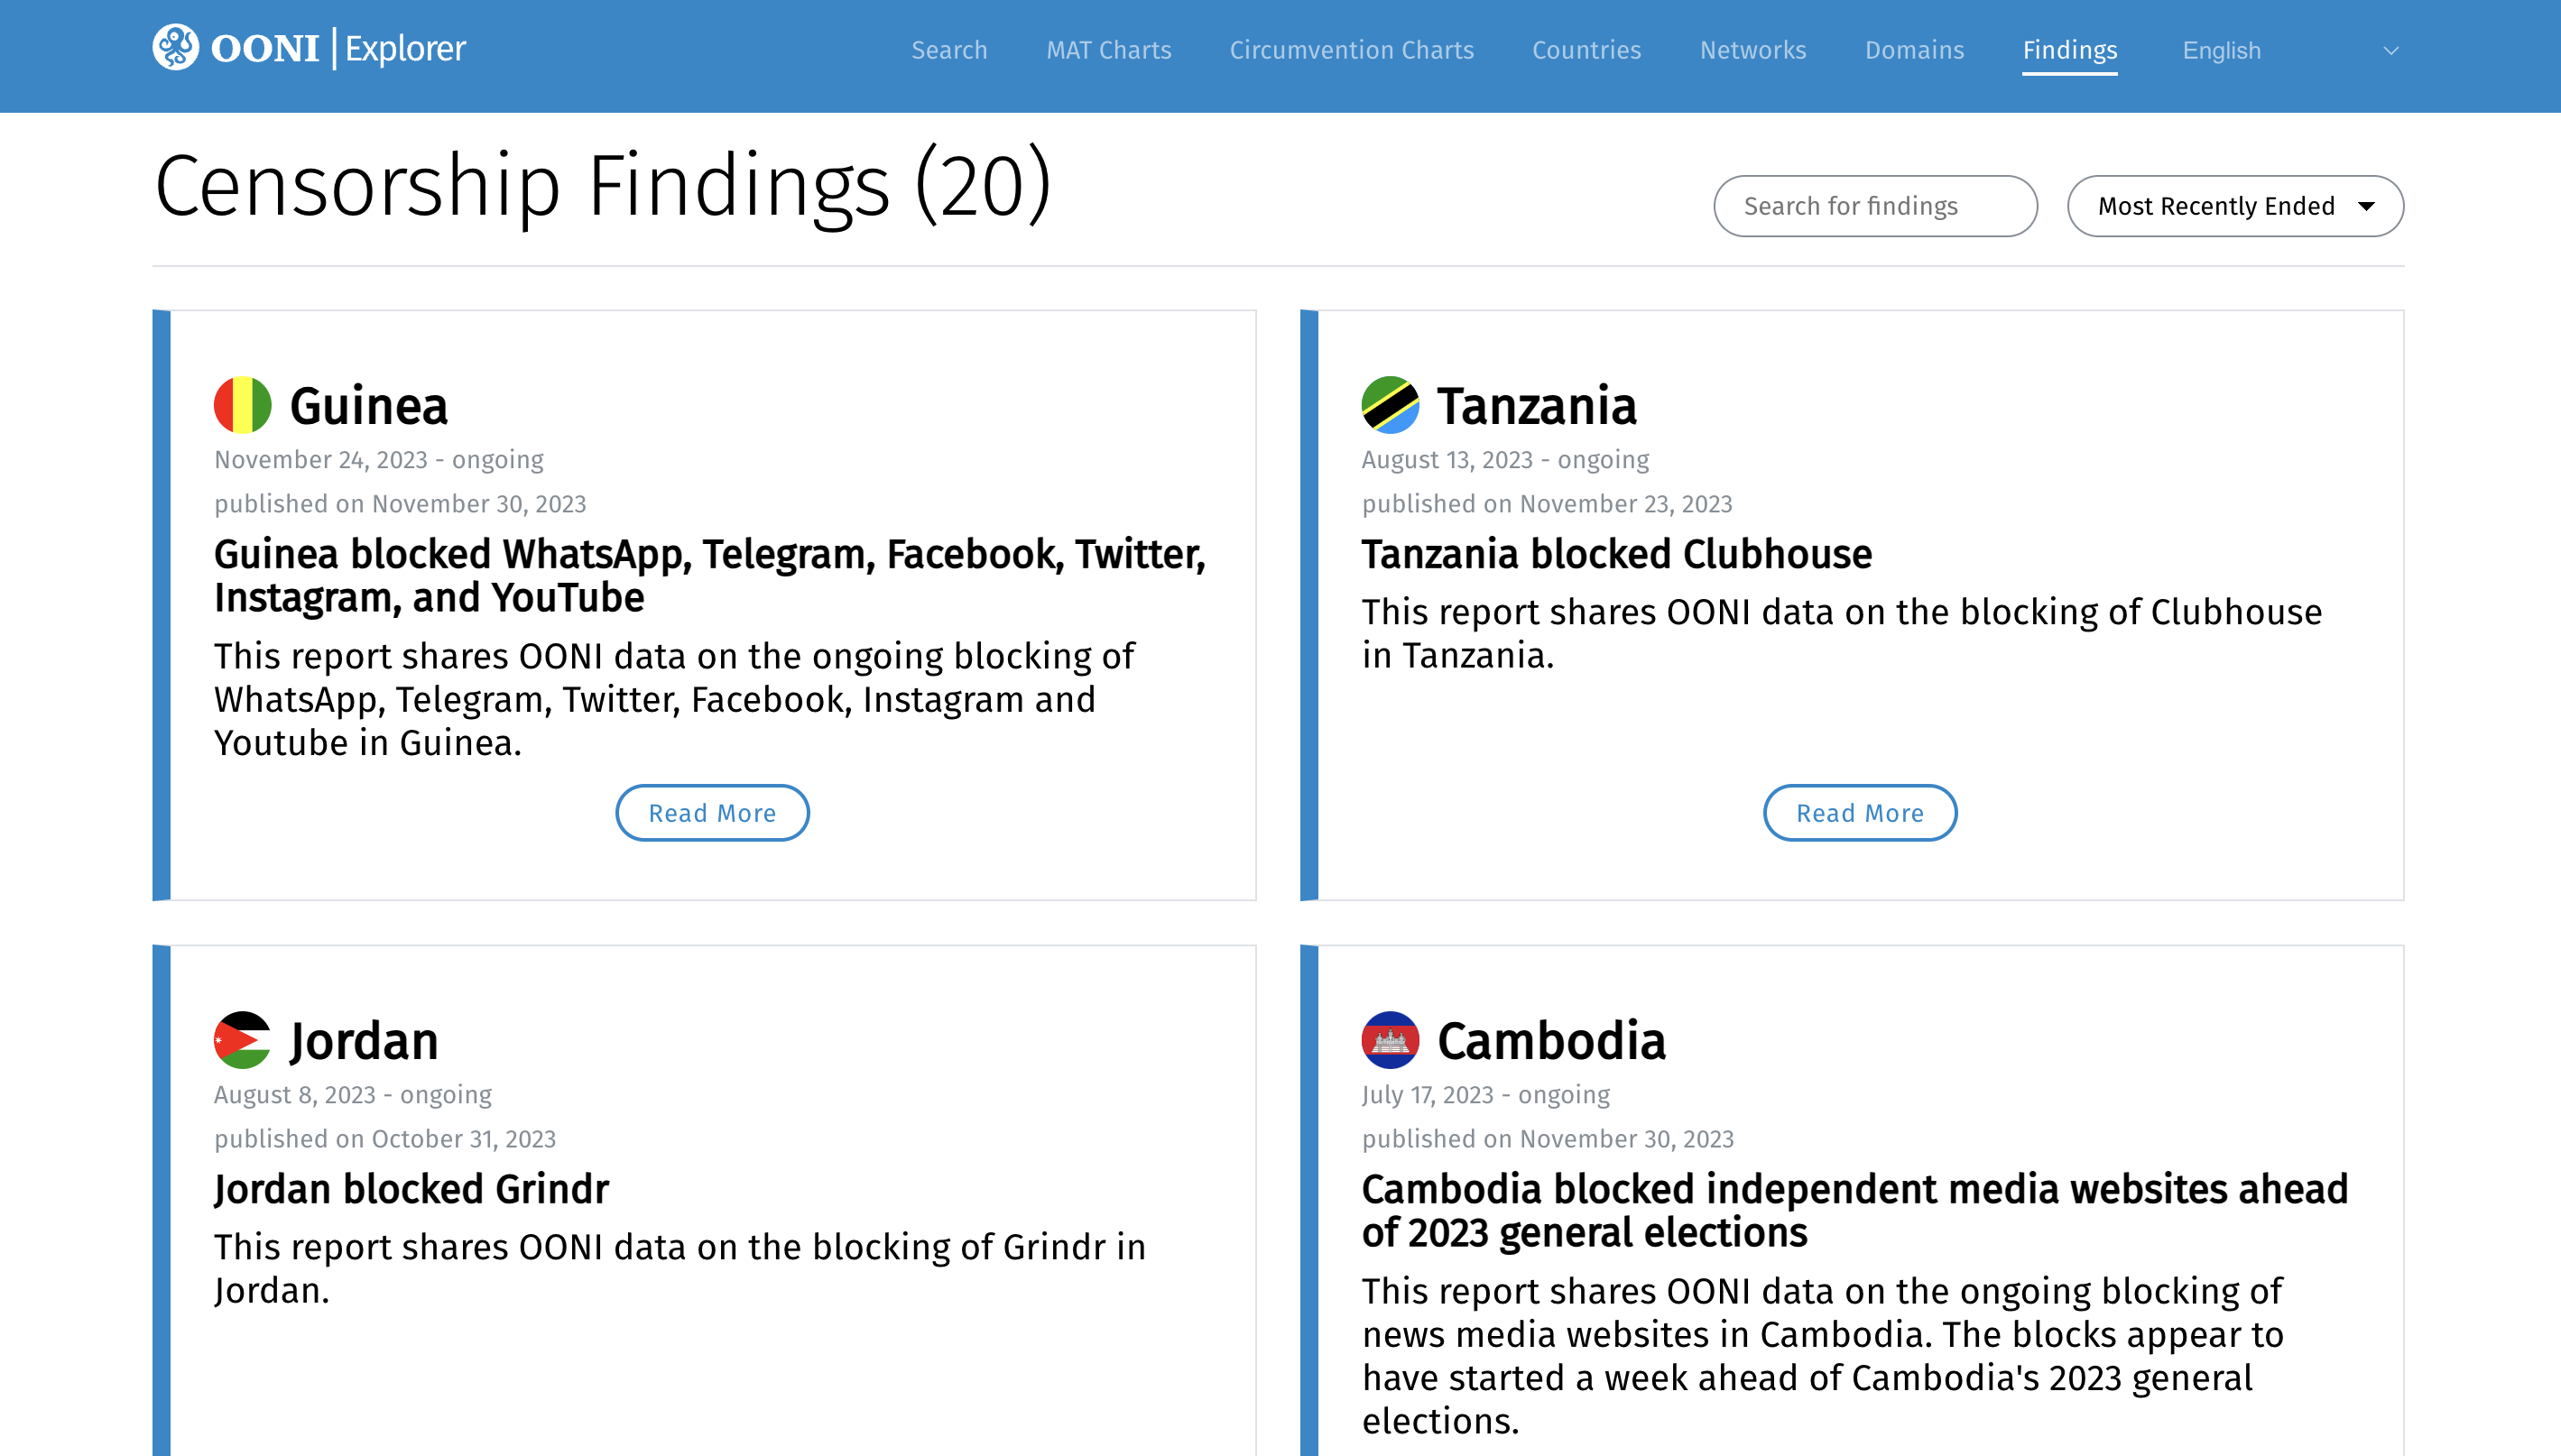 OONI Explorer
Search MAT Charts Circumvention Charts Countries Networks Domains Findings English
Censorship Findings (20)
Search for findings
Most Recently Ended
Guinea
November 24, 2023 - ongoing
published on November 30, 2023
Guinea blocked WhatsApp, Telegram, Facebook, Twitter,
Instagram, and YouTube
This report shares OONI data on the ongoing blocking of
WhatsApp, Telegram, Twitter, Facebook, Instagram and
Youtube in Guinea.
Read More
Tanzania
August 13, 2023 - ongoing
published on November 23, 2023
Tanzania blocked Clubhouse
This report shares OONI data on the blocking of Clubhouse
in Tanzania.
Read More
Jordan
August 8, 2023 - ongoing
published on October 31, 2023
Jordan blocked Grindr
This report shares OONI data on the blocking of Grindr in
Jordan.
Cambodia
July 17, 2023 - ongoing
published on November 30, 2023
Cambodia blocked independent media websites ahead
of 2023 general elections
This report shares OONI data on the ongoing blocking of
news media websites in Cambodia. The blocks appear to
have started a week ahead of Cambodia's 2023 general
elections.